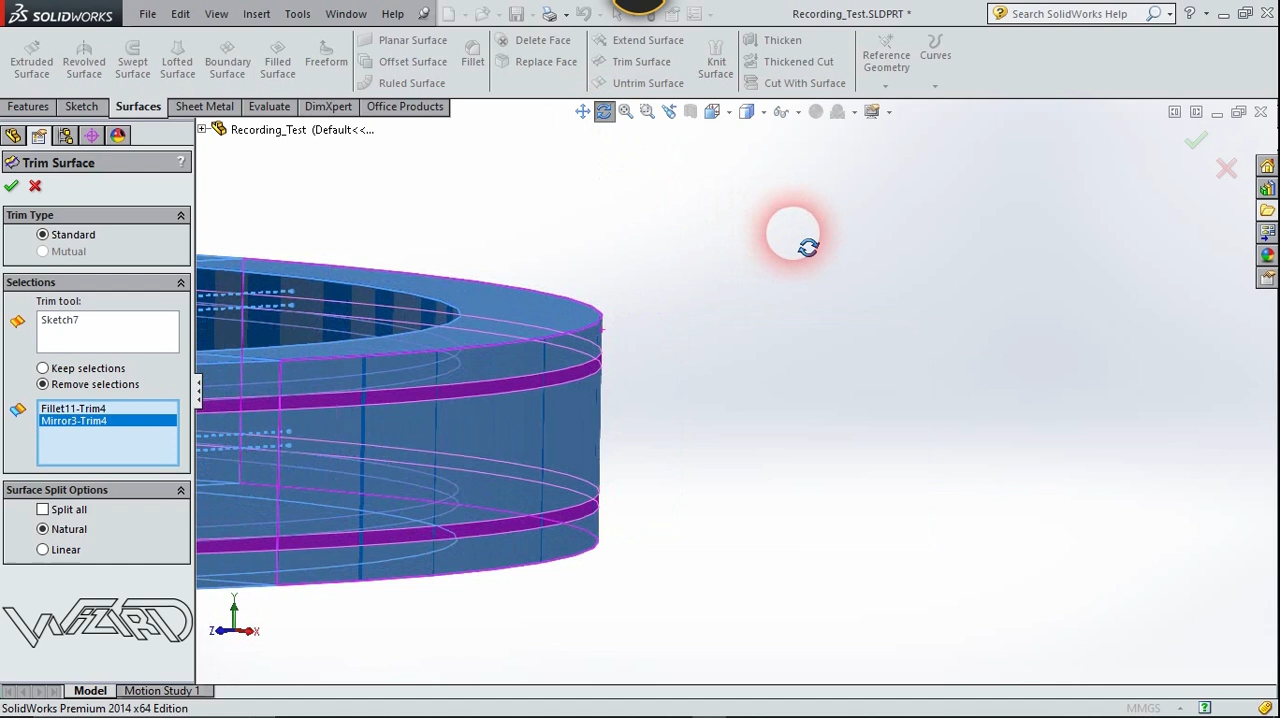 SOLIDWORKS File Edit View Insert Tools Window Help Recording_Test.SLDPRT * Search SolidWorks Help
Extruded Surface Revolved Surface Swept Surface Lofted Surface Boundary Surface Filled Surface Freeform
Planar Surface
Offset Surface
Ruled Surface
Fillet
Delete Face
Replace Face
Extend Surface
Trim Surface
Untrim Surface
Knit Surface
Thicken
Thickened Cut
Cut With Surface
Reference Geometry
Curves
Features Sketch Surfaces Sheet Metal Evaluate DimXpert Office Products
Recording_Test (Default<<...
Trim Surface ?
Trim Type
Standard
Mutual
Selections
Trim tool:
Sketch7
Keep selections
Remove selections
Fillet11-Trim4
Mirror3-Trim4
Surface Split Options
Split all
Natural
Linear
WIZARD
Y
Z X
Model Motion Study 1
SolidWorks Premium 2014 x64 Edition MMGS ?